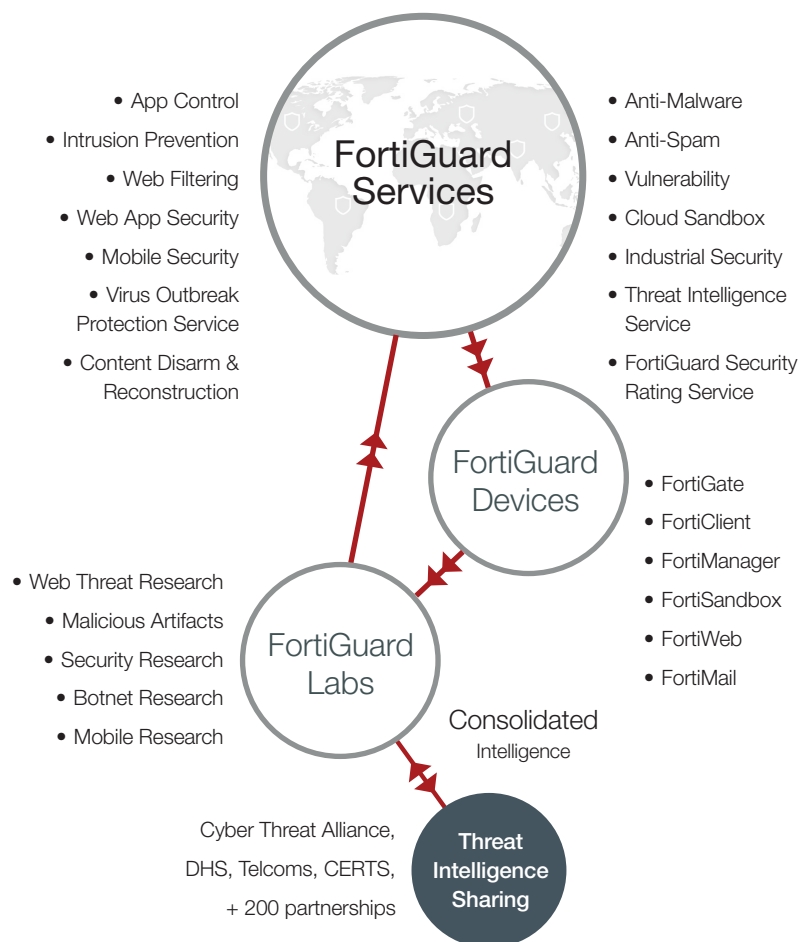 • App Control
• Intrusion Prevention
• Web Filtering
• Web App Security
• Mobile Security
• Virus Outbreak
Protection Service
• Content Disarm &
Reconstruction
FortiGuard
Services
• Anti-Malware
• Anti-Spam
• Vulnerability
• Cloud Sandbox
• Industrial Security
• Threat Intelligence
Service
• FortiGuard Security
Rating Service
FortiGuard
Devices
• FortiGate
• FortiClient
• FortiManager
• FortiSandbox
• FortiWeb
• FortiMail
• Web Threat Research
• Malicious Artifacts
• Security Research
• Botnet Research
• Mobile Research
FortiGuard
Labs
Consolidated
Intelligence
Cyber Threat Alliance,
DHS, Telcoms, CERTS,
+ 200 partnerships
Threat
Intelligence
Sharing